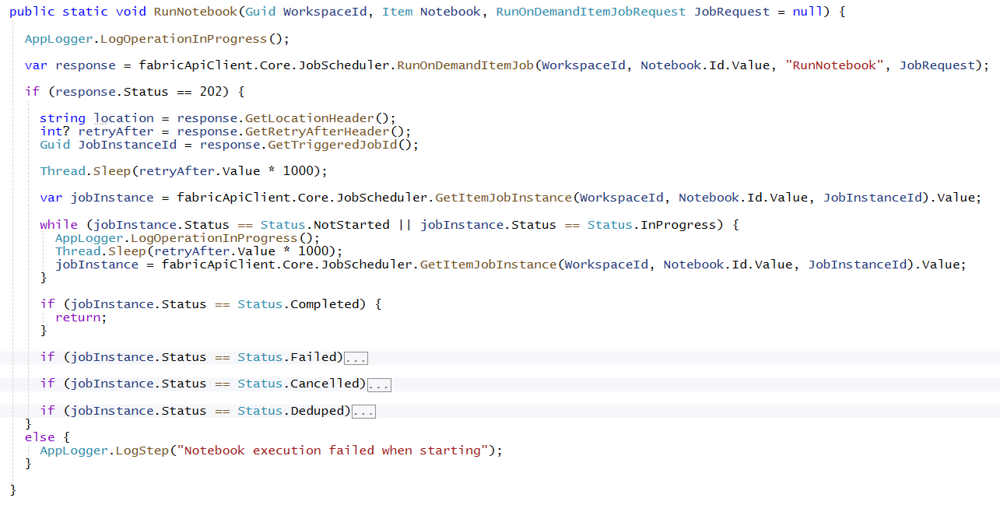 public static void RunNotebook(Guid WorkspaceId, Item Notebook, RunOnDemandItemJobRequest JobRequest = null) {
AppLogger.LogOperationInProgress();
var response = fabricApiClient.Core.JobScheduler.RunOnDemandItemJob(WorkspaceId, Notebook.Id.Value, "RunNotebook", JobRequest);
if (response.Status == 202) {
string location = response.GetLocationHeader();
int? retryAfter = response.GetRetryAfterHeader();
Guid JobInstanceId = response.GetTriggeredJobId();
Thread.Sleep(retryAfter.Value * 1000);
var jobInstance = fabricApiClient.Core.JobScheduler.GetItemJobInstance(WorkspaceId, Notebook.Id.Value, JobInstanceId).Value;
while (jobInstance.Status == Status.NotStarted || jobInstance.Status == Status.InProgress) {
AppLogger.LogOperationInProgress();
Thread.Sleep(retryAfter.Value * 1000);
jobInstance = fabricApiClient.Core.JobScheduler.GetItemJobInstance(WorkspaceId, Notebook.Id.Value, JobInstanceId).Value;
}
if (jobInstance.Status == Status.Completed) {
return;
}
if (jobInstance.Status == Status.Failed)...
if (jobInstance.Status == Status.Cancelled)...
if (jobInstance.Status == Status.Deduped)...
}
else {
AppLogger.LogStep("Notebook execution failed when starting");
}
}